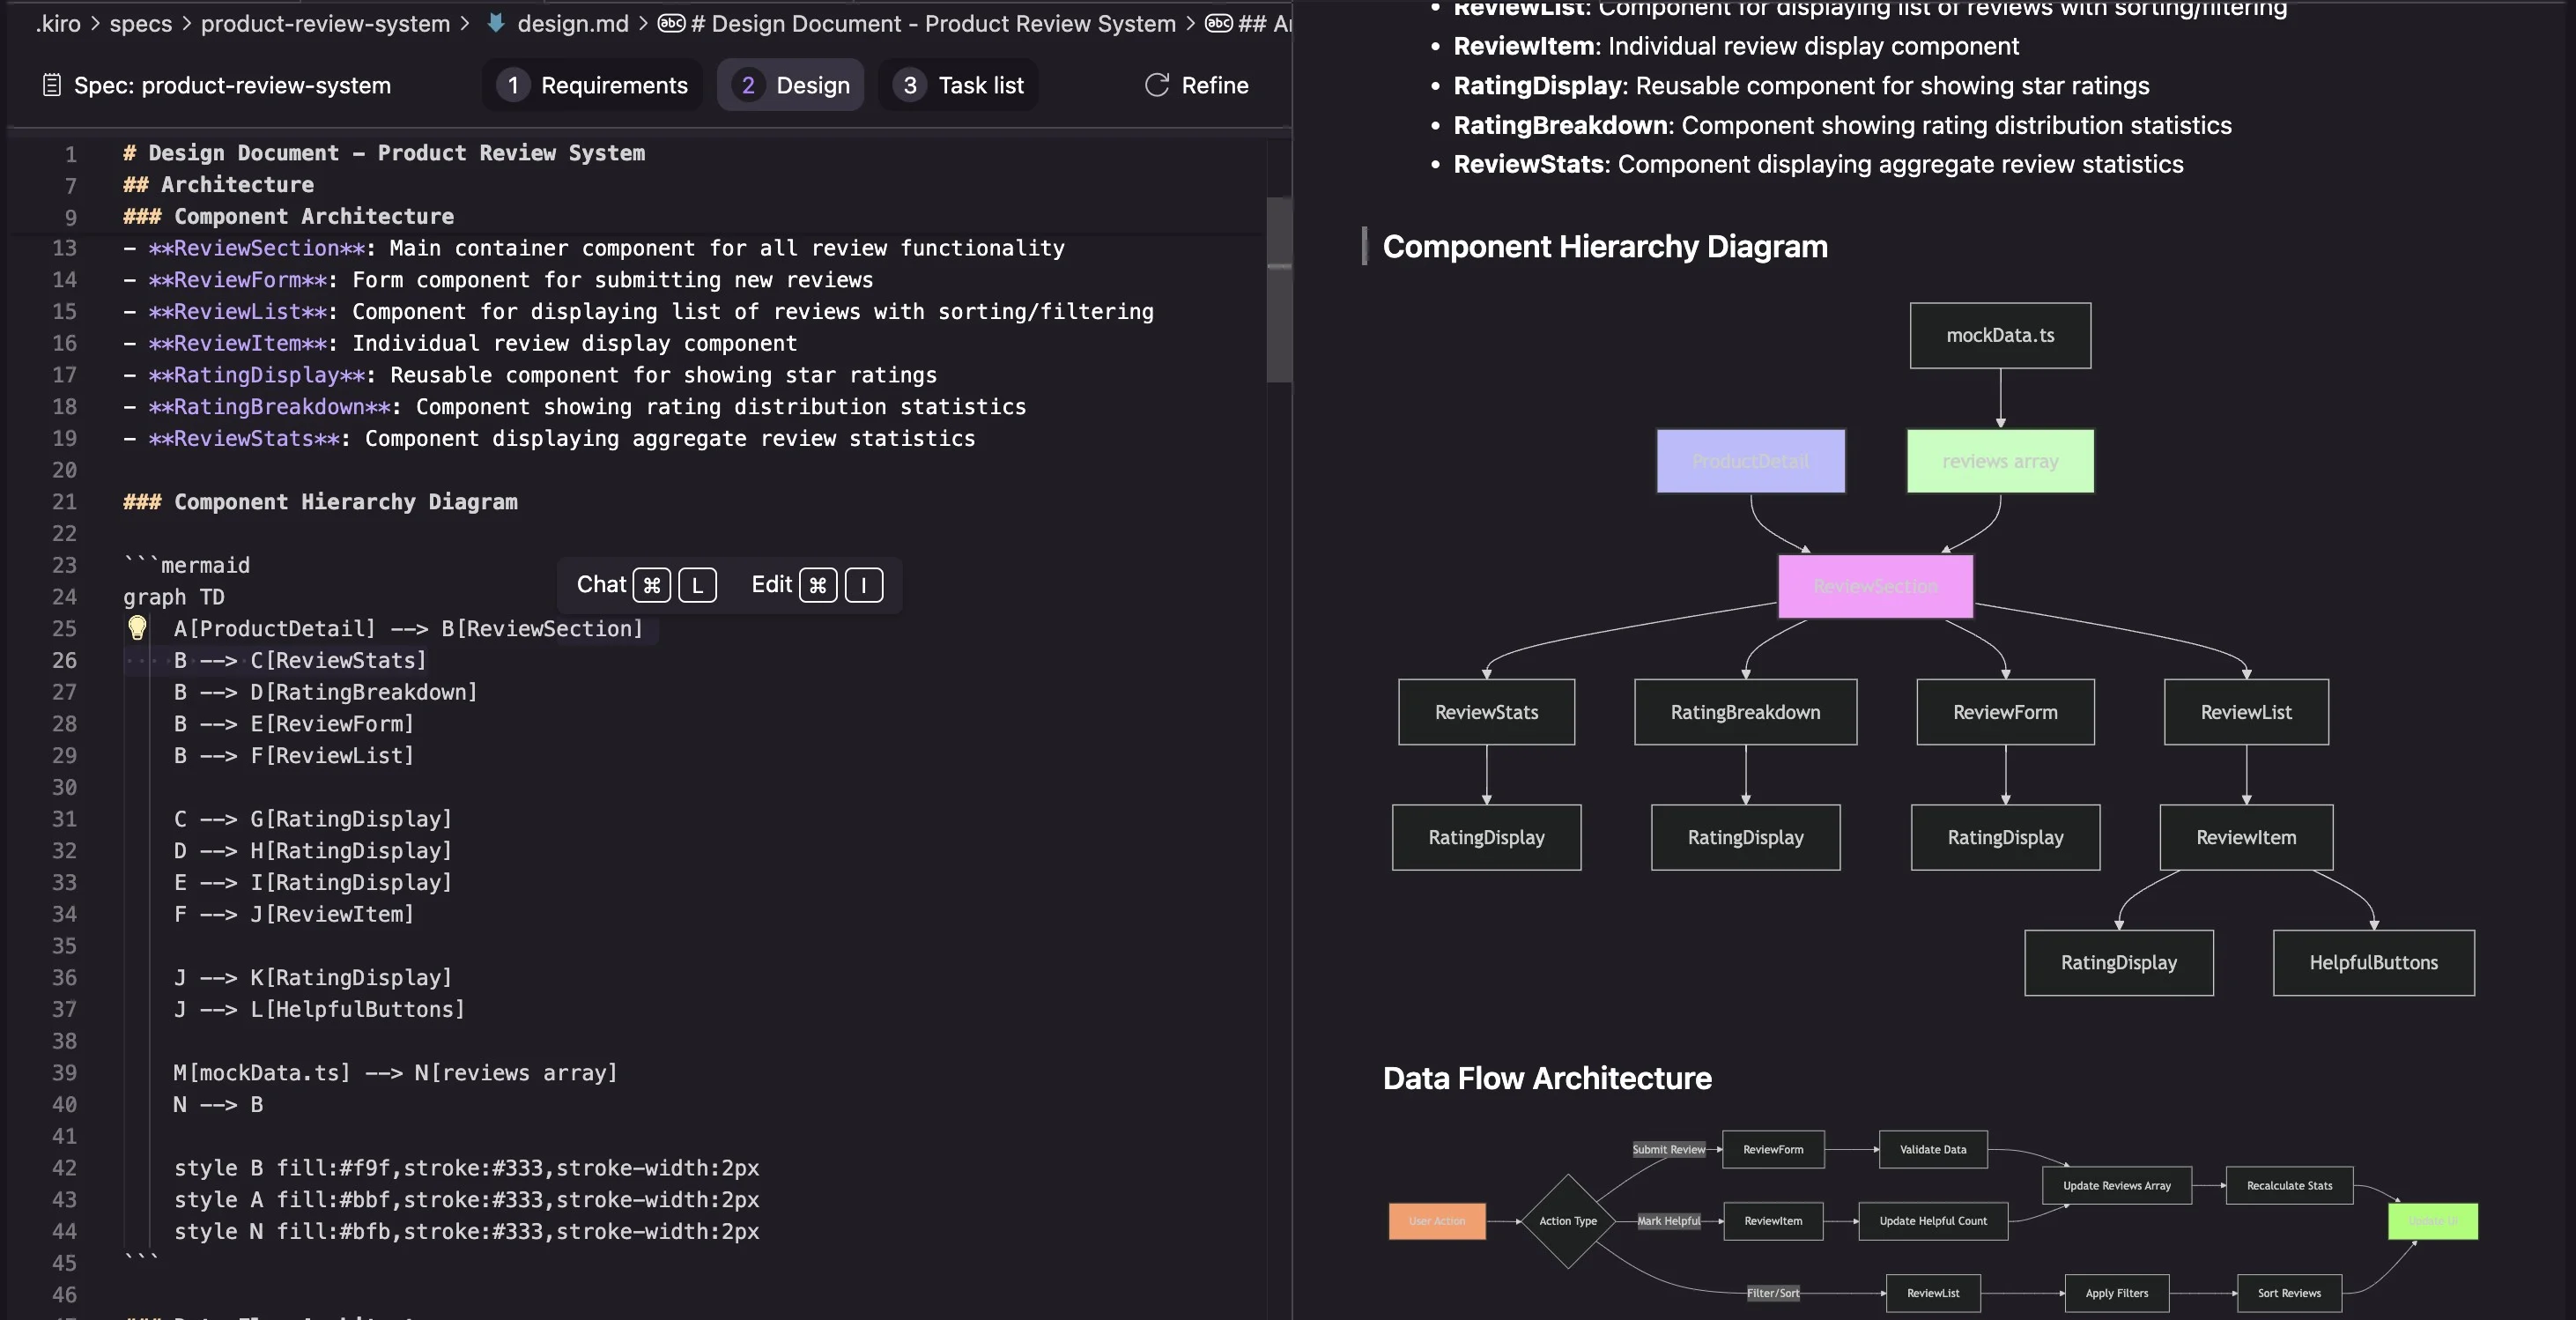 .kiro > specs > product-review-system > design.md > # Design Document - Product Review System > ## Ar
Spec: product-review-system
1 Requirements
2 Design
3 Task list
Refine
1 # Design Document – Product Review System
7 ## Architecture
9 ### Component Architecture
13 - **ReviewSection**: Main container component for all review functionality
14 - **ReviewForm**: Form component for submitting new reviews
15 - **ReviewList**: Component for displaying list of reviews with sorting/filtering
16 - **ReviewItem**: Individual review display component
17 - **RatingDisplay**: Reusable component for showing star ratings
18 - **RatingBreakdown**: Component showing rating distribution statistics
19 - **ReviewStats**: Component displaying aggregate review statistics
20
21 ### Component Hierarchy Diagram
22
23 ```mermaid
Chat ⌘ L Edit ⌘ I
24 graph TD
25 A[ProductDetail] --> B[ReviewSection]
26 B --> C[ReviewStats]
27 B --> D[RatingBreakdown]
28 B --> E[ReviewForm]
29 B --> F[ReviewList]
30
31 C --> G[RatingDisplay]
32 D --> H[RatingDisplay]
33 E --> I[RatingDisplay]
34 F --> J[ReviewItem]
35
36 J --> K[RatingDisplay]
37 J --> L[HelpfulButtons]
38
39 M[mockData.ts] --> N[reviews array]
40 N --> B
41
42 style B fill:#f9f,stroke:#333,stroke-width:2px
43 style A fill:#bbf,stroke:#333,stroke-width:2px
44 style N fill:#bfb,stroke:#333,stroke-width:2px
45 ```
46
• ReviewList: Component for displaying list of reviews with sorting/filtering
• ReviewItem: Individual review display component
• RatingDisplay: Reusable component for showing star ratings
• RatingBreakdown: Component showing rating distribution statistics
• ReviewStats: Component displaying aggregate review statistics
Component Hierarchy Diagram
mockData.ts
ProductDetail
reviews array
ReviewSection
ReviewStats
RatingBreakdown
ReviewForm
ReviewList
RatingDisplay
RatingDisplay
RatingDisplay
ReviewItem
RatingDisplay
HelpfulButtons
Data Flow Architecture
Submit Review
ReviewForm
Validate Data
Update Reviews Array
Recalculate Stats
User Action
Action Type
Mark Helpful
ReviewItem
Update Helpful Count
Update UI
Filter/Sort
ReviewList
Apply Filters
Sort Reviews